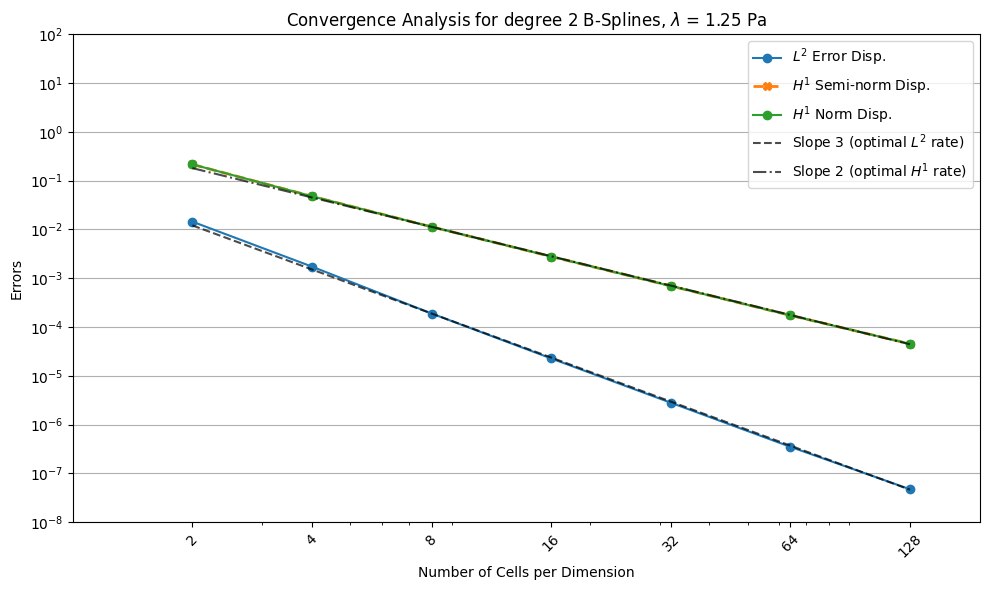 Convergence Analysis for degree 2 B-Splines, λ = 1.25 Pa
L² Error Disp.
H¹ Semi-norm Disp.
H¹ Norm Disp.
Slope 3 (optimal L² rate)
Slope 2 (optimal H¹ rate)
Errors
10²
10¹
10⁰
10⁻¹
10⁻²
10⁻³
10⁻⁴
10⁻⁵
10⁻⁶
10⁻⁷
10⁻⁸
2 4 8 16 32 64 128
Number of Cells per Dimension